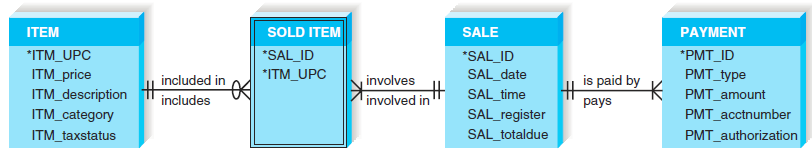 ITEM
*ITM_UPC
ITM_price
ITM_description
ITM_category
ITM_taxstatus
included in
includes
SOLD ITEM
*SAL_ID
*ITM_UPC
involves
involved in
SALE
*SAL_ID
SAL_date
SAL_time
SAL_register
SAL_totaldue
is paid by
pays
PAYMENT
*PMT_ID
PMT_type
PMT_amount
PMT_acctnumber
PMT_authorization